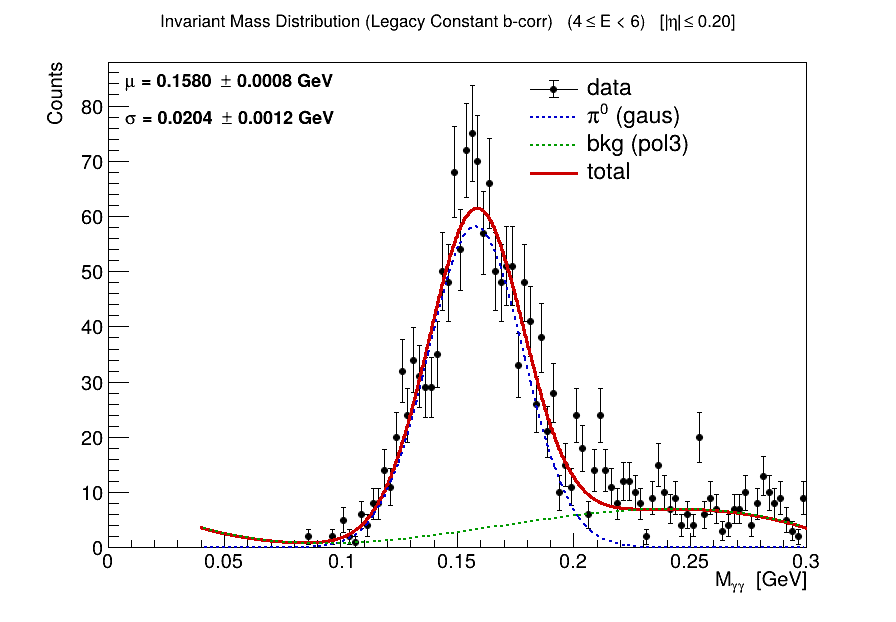 Invariant Mass Distribution (Legacy Constant b-corr) (4 ≤ E < 6) [|η| ≤ 0.20]
Counts
μ = 0.1580 ± 0.0008 GeV
σ = 0.0204 ± 0.0012 GeV
data
π⁰ (gaus)
bkg (pol3)
total
80
70
60
50
40
30
20
10
0
0 0.05 0.1 0.15 0.2 0.25 0.3
Mγγ [GeV]